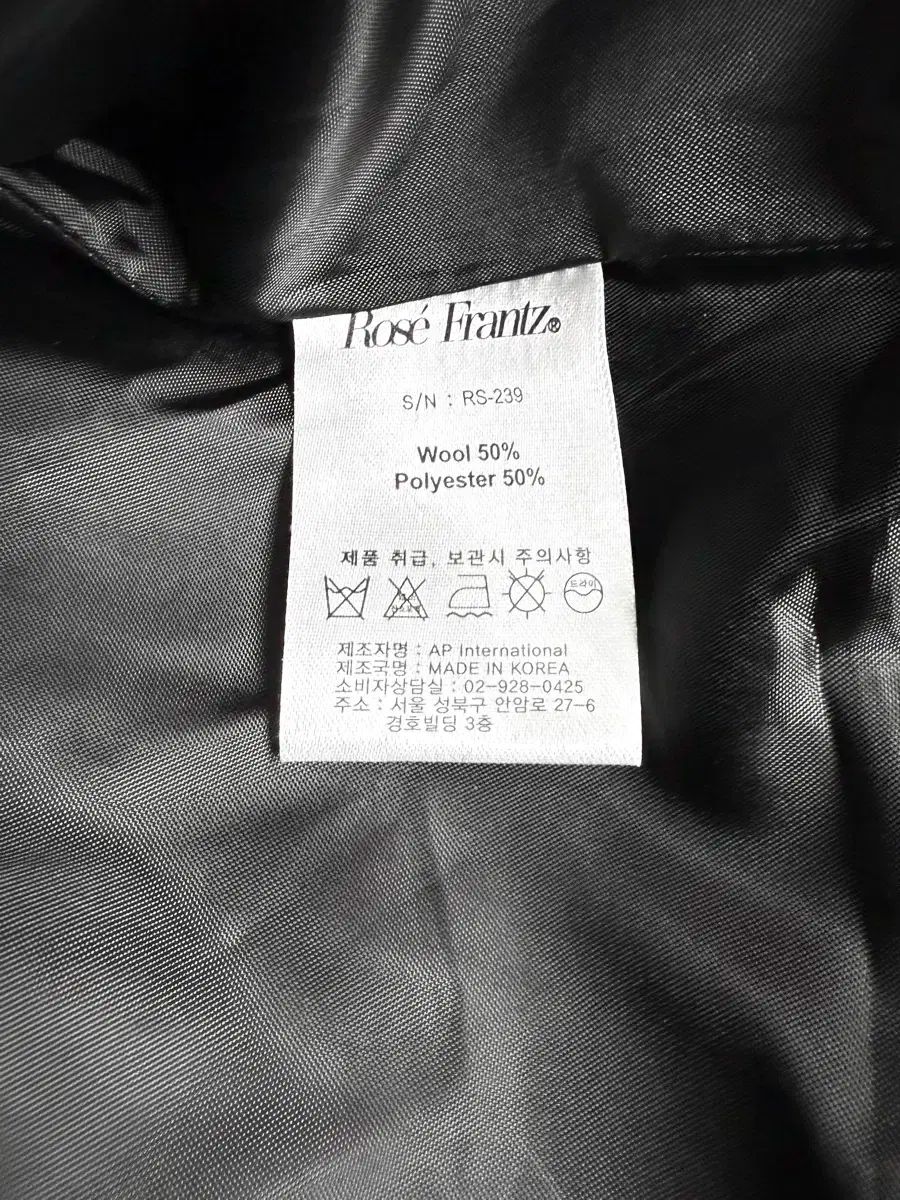 Rosé Frantz®
S/N : RS-239
Wool 50%
Polyester 50%
제품 취급, 보관시 주의사항
드라이
제조자명 : AP International
제조국명 : MADE IN KOREA
소비자상담실 : 02-928-0425
주소 : 서울 성북구 안암로 27-6
경호빌딩 3층